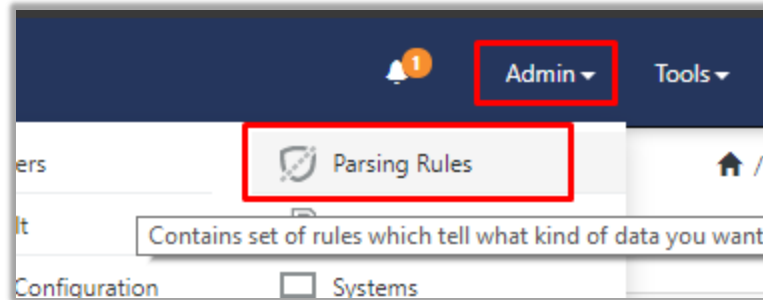 1
Admin Tools
ers Parsing Rules /
lt
Contains set of rules which tell what kind of data you want
Configuration Systems